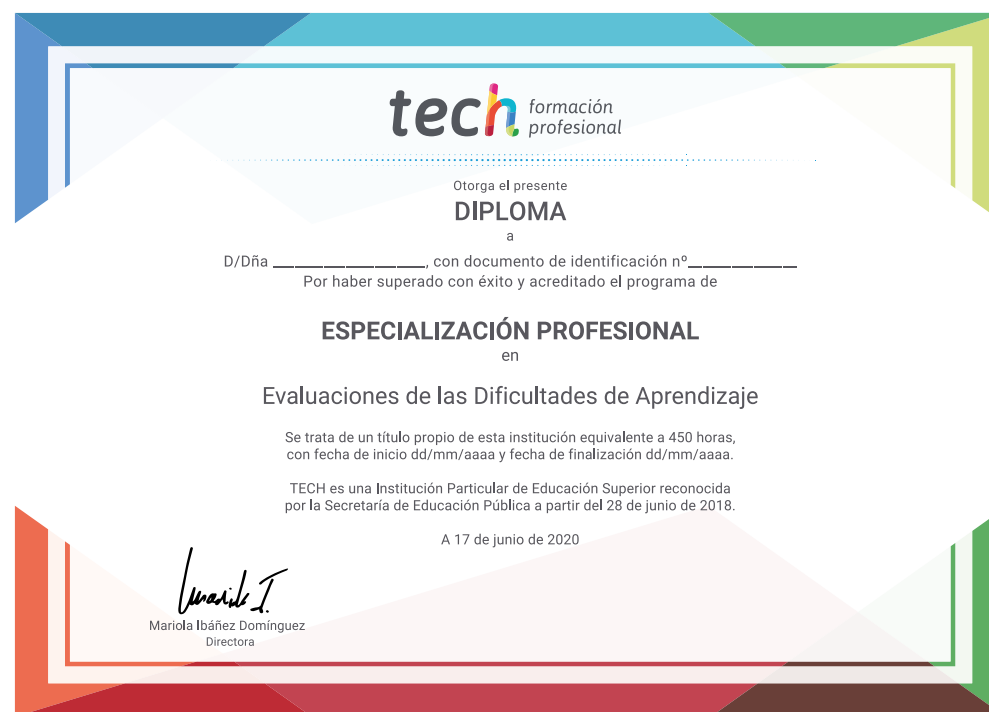 tech formación
profesional
Otorga el presente
DIPLOMA
a
D/Dña ___________________, con documento de identificación nº______________
Por haber superado con éxito y acreditado el programa de
ESPECIALIZACIÓN PROFESIONAL
en
Evaluaciones de las Dificultades de Aprendizaje
Se trata de un título propio de esta institución equivalente a 450 horas,
con fecha de inicio dd/mm/aaaa y fecha de finalización dd/mm/aaaa.
TECH es una Institución Particular de Educación Superior reconocida
por la Secretaría de Educación Pública a partir del 28 de junio de 2018.
A 17 de junio de 2020
Mariola Ibáñez Domínguez
Directora